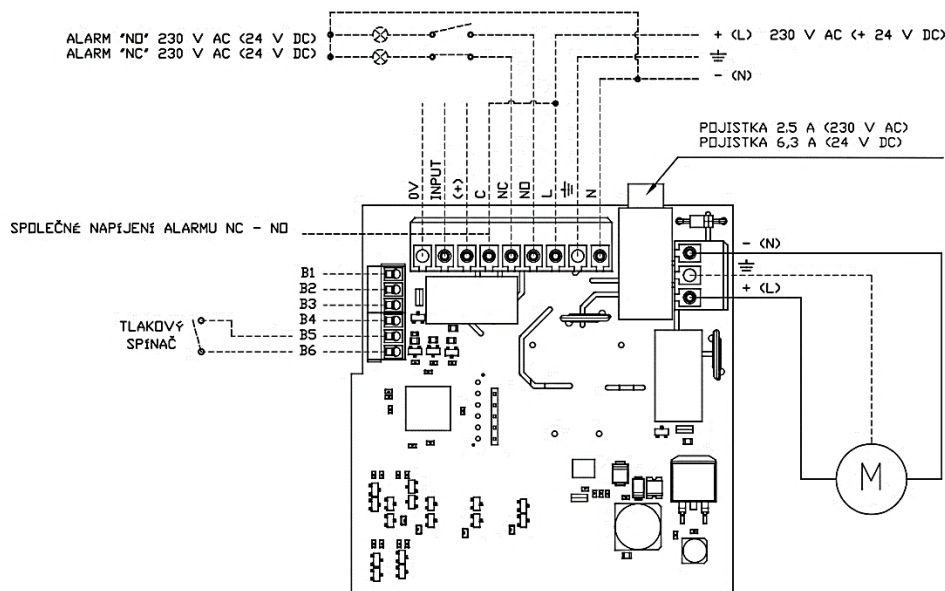 ALARM "NO" 230 V AC (24 V DC)
ALARM "NC" 230 V AC (24 V DC)
+ (L) 230 V AC (+ 24 V DC)
- (N)
POJISTKA 2.5 A (230 V AC)
POJISTKA 6,3 A (24 V DC)
0V
INPUT
(+)
C
NC
NO
L
N
SPOLEČNÉ NAPÍJENÍ ALARMU NC - NO
B1
B2
B3
B4
B5
B6
TLAKOVÝ
SPÍNAČ
- (N)
+ (L)
M